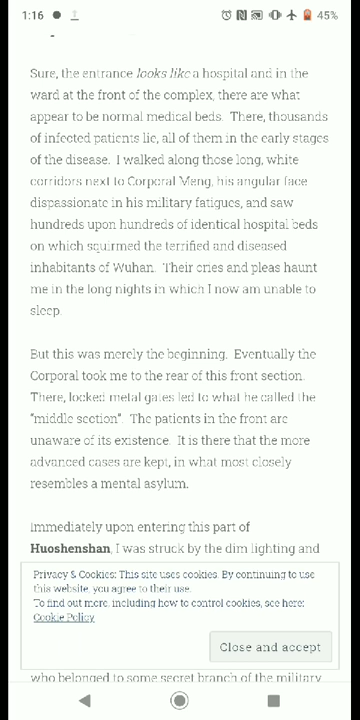 1:16
45%
Sure, the entrance looks like a hospital and in the
ward at the front of the complex, there are what
appear to be normal medical beds. There, thousands
of infected patients lie, all of them in the early stages
of the disease. I walked along those long, white
corridors next to Corporal Meng, his angular face
dispassionate in his military fatigues, and saw
hundreds upon hundreds of identical hospital beds
on which squirmed the terrified and diseased
inhabitants of Wuhan. Their cries and pleas haunt
me in the long nights in which I now am unable to
sleep.
But this was merely the beginning. Eventually the
Corporal took me to the rear of this front section.
There, locked metal gates led to what he called the
"middle section". The patients in the front are
unaware of its existence. It is there that the more
advanced cases are kept, in what most closely
resembles a mental asylum.
Immediately upon entering this part of
Huoshenshan, I was struck by the dim lighting and
Privacy & Cookies: This site uses cookies. By continuing to use
this website, you agree to their use.
To find out more, including how to control cookies, see here:
Cookie Policy
Close and accept
who belonged to some secret branch of the military